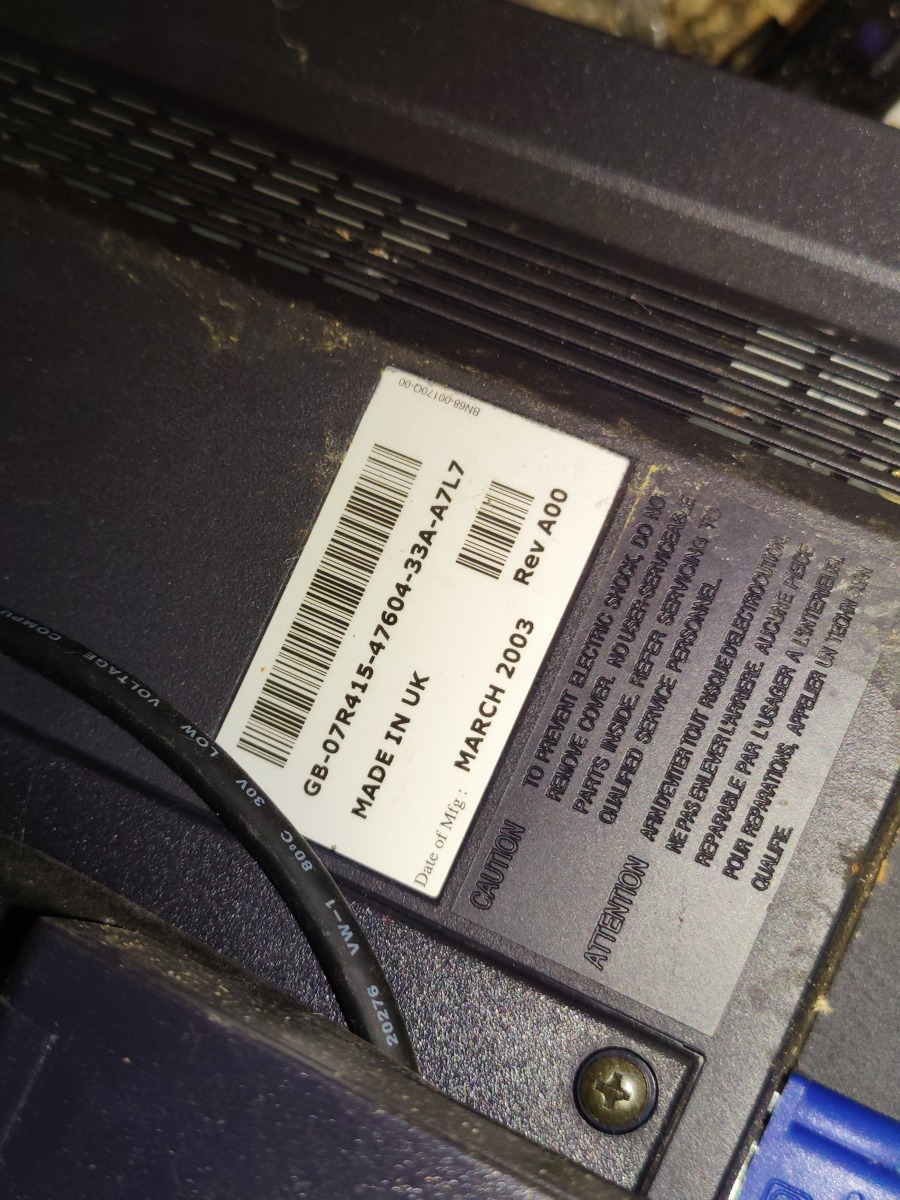 BN68-00170Q-00
GB-07R415-47604-33A-A7L7
MADE IN UK
Rev A00
Date of Mfg : MARCH 2003
CAUTION
TO PREVENT ELECTRIC SHOCK, DO NO
REMOVE COVER. NO USER-SERVICEABLE
PARTS INSIDE. REFER SERVICING TO
QUALIFIED SERVICE PERSONNEL.
ATTENTION
AFIN D'EVITER TOUT RISQUE D'ELECTROCUTION,
NE PAS ENLEVER L'ARRIERE. AUCUNE PIECE
REPARABLE PAR L'USAGER A L'INTERIEUR.
POUR REPARATIONS, APPELER UN
QUALIFIE.
20276 VW-1 80°C 30V LOW VOLTAGE COMPU